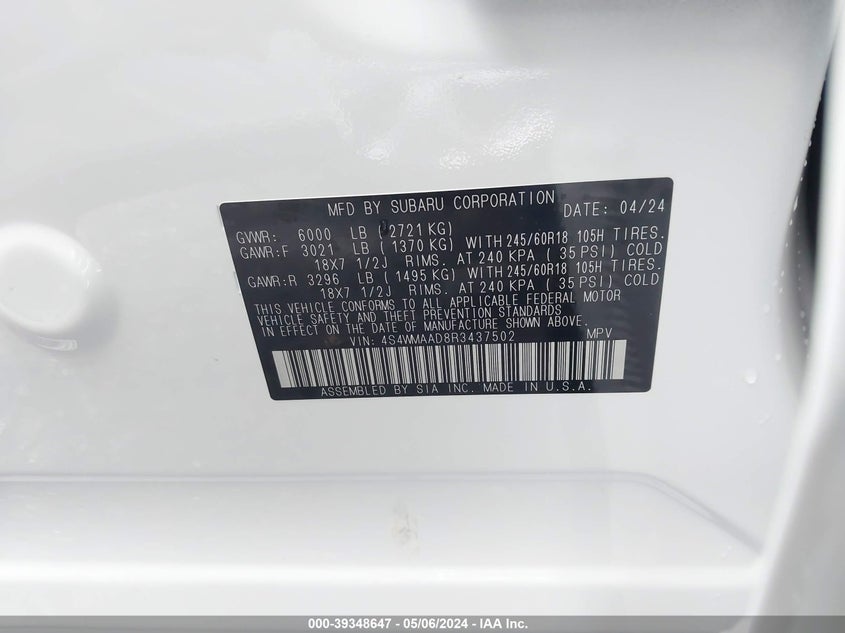 MFD BY SUBARU CORPORATION DATE: 04/24
GVWR: 6000 LB ( 2721 KG)
GAWR:F 3021 LB ( 1370 KG) WITH 245/60R18 105H TIRES.
18X7 1/2J RIMS. AT 240 KPA ( 35 PSI) COLD
GAWR:R 3296 LB ( 1495 KG) WITH 245/60R18 105H TIRES.
18X7 1/2J RIMS. AT 240 KPA ( 35 PSI) COLD
THIS VEHICLE CONFORMS TO ALL APPLICABLE FEDERAL MOTOR
VEHICLE SAFETY AND THEFT PREVENTION STANDARDS
IN EFFECT ON THE DATE OF MANUFACTURE SHOWN ABOVE.
VIN: 4S4WMAAD8R3437502 MPV
ASSEMBLED BY SIA INC. MADE IN U.S.A.
000-39348647 - 05/06/2024 - IAA Inc.